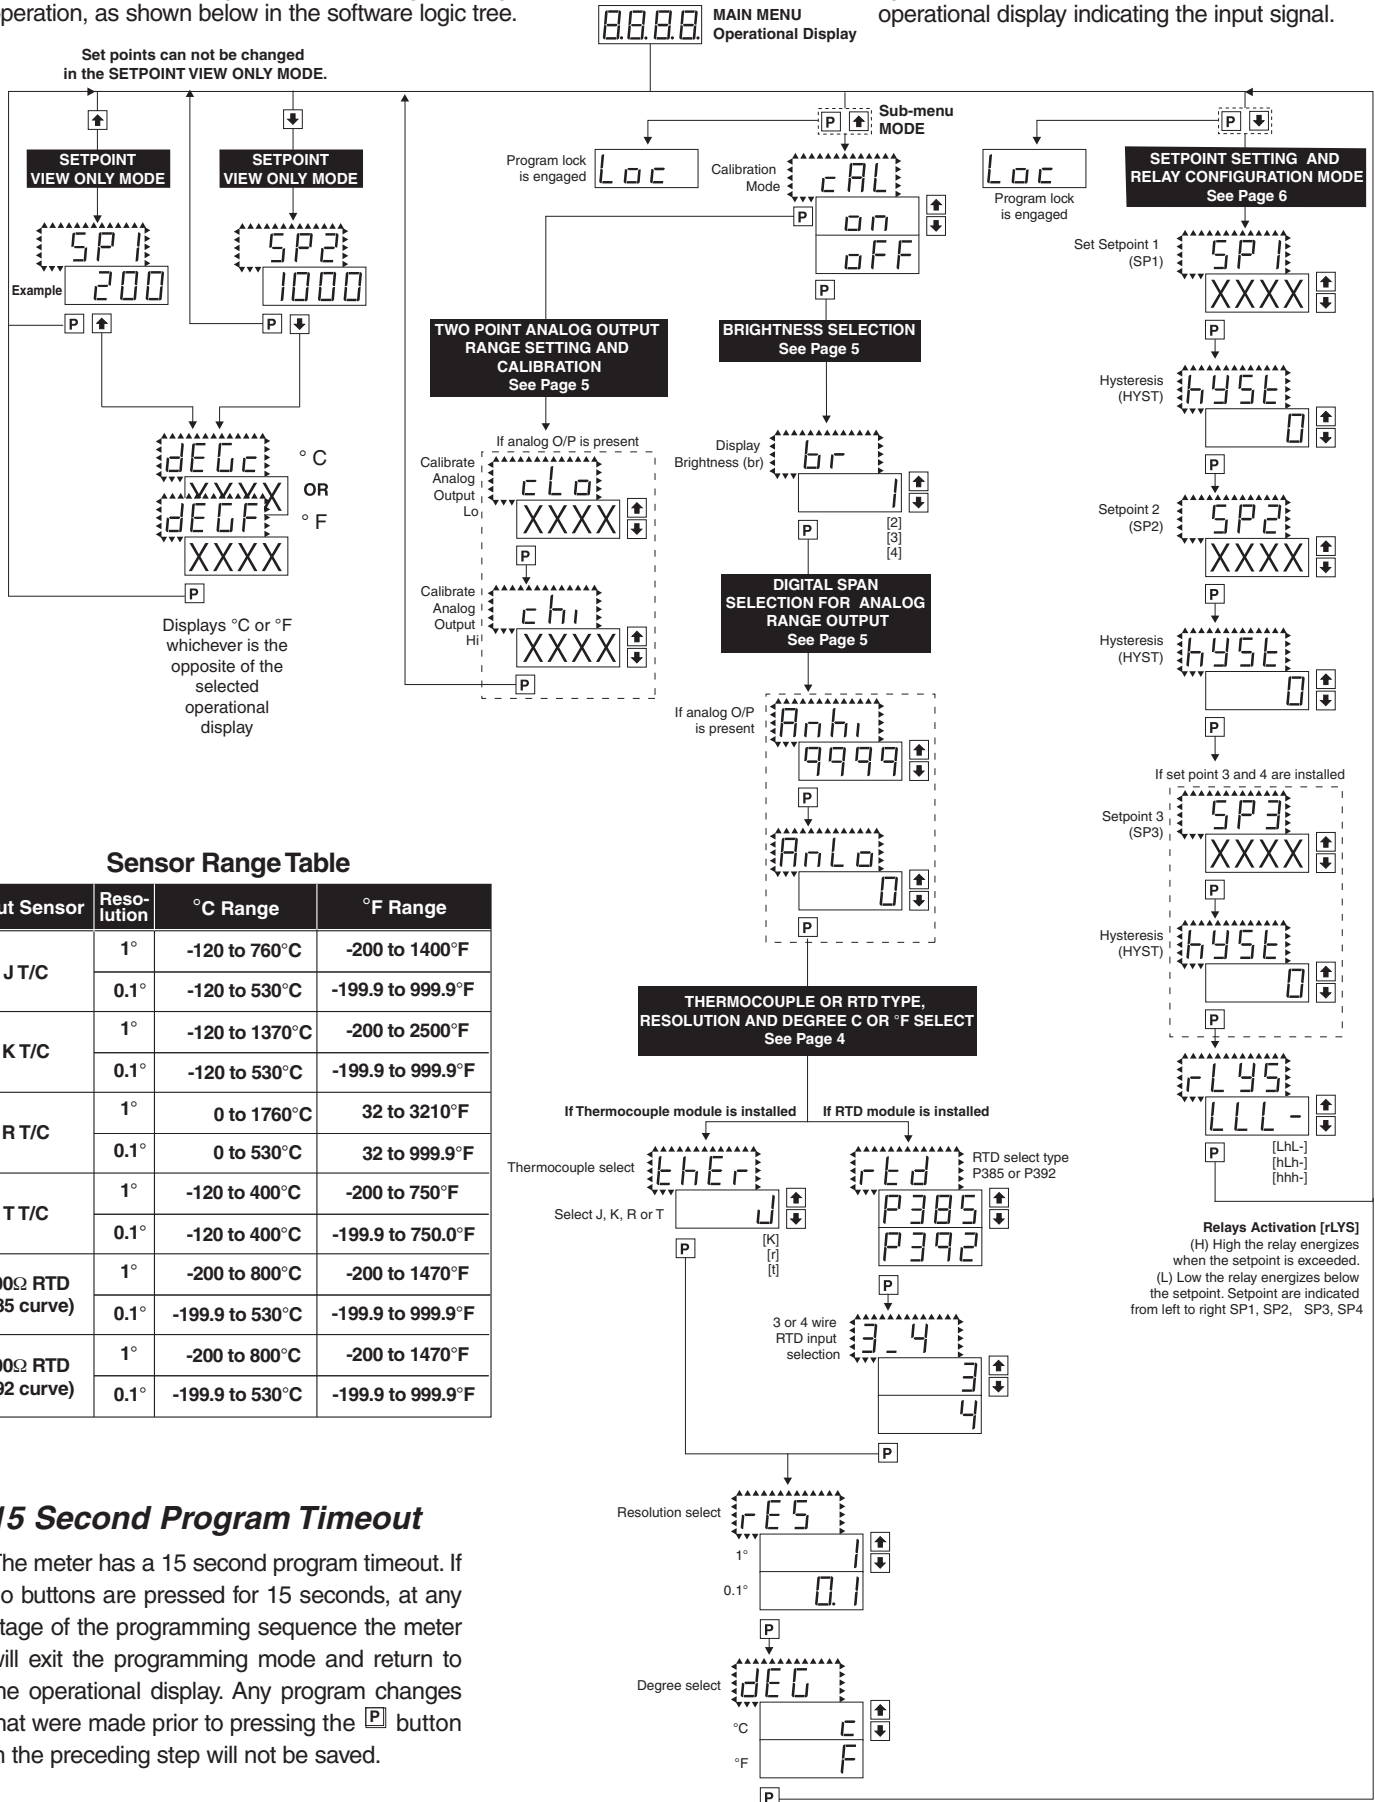 operation, as shown below in the software logic tree.
8.8.8.8.
MAIN MENU
Operational Display
operational display indicating the input signal.
Set points can not be changed
in the SETPOINT VIEW ONLY MODE.
SETPOINT
VIEW ONLY MODE
SP1
Example
200
P
SETPOINT
VIEW ONLY MODE
SP2
1000
P
dEGc
XXXX
° C
OR
dEGF
XXXX
° F
P
Displays °C or °F
whichever is the
opposite of the
selected
operational
display
P
Sub-menu
MODE
Program lock
is engaged
Loc
Calibration
Mode
cAL
P
on
oFF
P
TWO POINT ANALOG OUTPUT
RANGE SETTING AND
CALIBRATION
See Page 5
If analog O/P is present
Calibrate
Analog
Output
Lo
cLo
XXXX
P
Calibrate
Analog
Output
Hi
chi
XXXX
P
BRIGHTNESS SELECTION
See Page 5
Display
Brightness (br)
br
1
[2]
[3]
[4]
P
DIGITAL SPAN
SELECTION FOR ANALOG
RANGE OUTPUT
See Page 5
If analog O/P
is present
Anhi
9999
P
AnLo
0
P
THERMOCOUPLE OR RTD TYPE,
RESOLUTION AND DEGREE C OR °F SELECT
See Page 4
If Thermocouple module is installed
If RTD module is installed
Thermocouple select
thEr
Select J, K, R or T
J
[K]
[r]
[t]
P
rtd
RTD select type
P385 or P392
P385
P392
P
3 or 4 wire
RTD input
selection
3_4
3
4
P
Resolution select
rES
1°
1
0.1°
0.1
P
Degree select
dEG
°C
c
°F
F
P
P
Loc
Program lock
is engaged
SETPOINT SETTING AND
RELAY CONFIGURATION MODE
See Page 6
Set Setpoint 1
(SP1)
SP1
XXXX
P
Hysteresis
(HYST)
hySt
0
P
Setpoint 2
(SP2)
SP2
XXXX
P
Hysteresis
(HYST)
hySt
0
P
If set point 3 and 4 are installed
Setpoint 3
(SP3)
SP3
XXXX
P
Hysteresis
(HYST)
hySt
0
P
rLYS
LLL-
[LhL-]
[hLh-]
[hhh-]
P
Relays Activation [rLYS]
(H) High the relay energizes
when the setpoint is exceeded.
(L) Low the relay energizes below
the setpoint. Setpoint are indicated
from left to right SP1, SP2, SP3, SP4
Sensor Range Table
Sensor Reso-lution °C Range °F Range
J T/C 1° -120 to 760°C -200 to 1400°F
0.1° -120 to 530°C -199.9 to 999.9°F
K T/C 1° -120 to 1370°C -200 to 2500°F
0.1° -120 to 530°C -199.9 to 999.9°F
R T/C 1° 0 to 1760°C 32 to 3210°F
0.1° 0 to 530°C 32 to 999.9°F
T T/C 1° -120 to 400°C -200 to 750°F
0.1° -120 to 400°C -199.9 to 750.0°F
00Ω RTD
35 curve) 1° -200 to 800°C -200 to 1470°F
0.1° -199.9 to 530°C -199.9 to 999.9°F
00Ω RTD
92 curve) 1° -200 to 800°C -200 to 1470°F
0.1° -199.9 to 530°C -199.9 to 999.9°F
15 Second Program Timeout
The meter has a 15 second program timeout. If
o buttons are pressed for 15 seconds, at any
tage of the programming sequence the meter
will exit the programming mode and return to
he operational display. Any program changes
hat were made prior to pressing the P button
n the preceding step will not be saved.